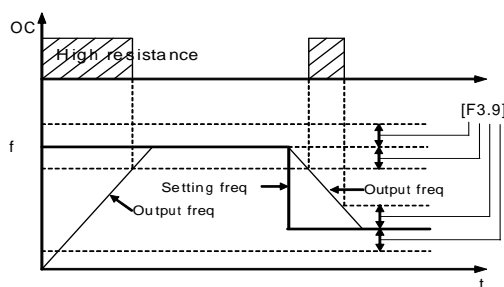 OC
High resistance
[F3.9]
f
Setting freq
Output freq
Output freq
t